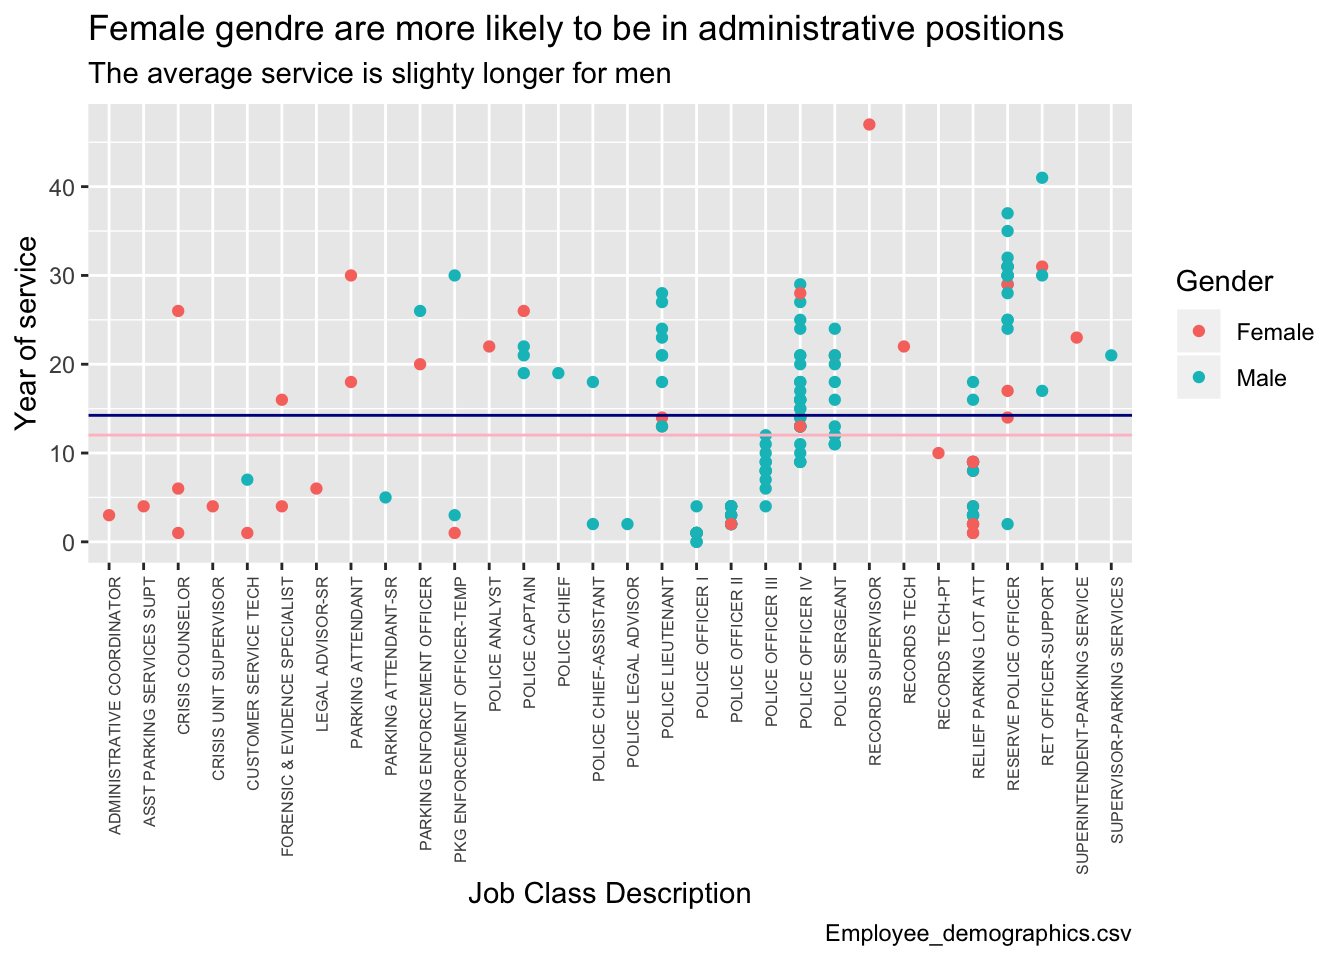 Female gendre are more likely to be in administrative positions
The average service is slighty longer for men
Year of service
40
30
20
10
0
ADMINISTRATIVE COORDINATOR
ASST PARKING SERVICES SUPT
CRISIS COUNSELOR
CRISIS UNIT SUPERVISOR
CUSTOMER SERVICE TECH
FORENSIC & EVIDENCE SPECIALIST
LEGAL ADVISOR-SR
PARKING ATTENDANT
PARKING ATTENDANT-SR
PARKING ENFORCEMENT OFFICER
PKG ENFORCEMENT OFFICER-TEMP
POLICE ANALYST
POLICE CAPTAIN
POLICE CHIEF
POLICE CHIEF-ASSISTANT
POLICE LEGAL ADVISOR
POLICE LIEUTENANT
POLICE OFFICER I
POLICE OFFICER II
POLICE OFFICER III
POLICE OFFICER IV
POLICE SERGEANT
RECORDS SUPERVISOR
RECORDS TECH
RECORDS TECH-PT
RELIEF PARKING LOT ATT
RESERVE POLICE OFFICER
RET OFFICER-SUPPORT
SUPERINTENDENT-PARKING SERVICE
SUPERVISOR-PARKING SERVICES
Job Class Description
Gender
Female
Male
Employee_demographics.csv